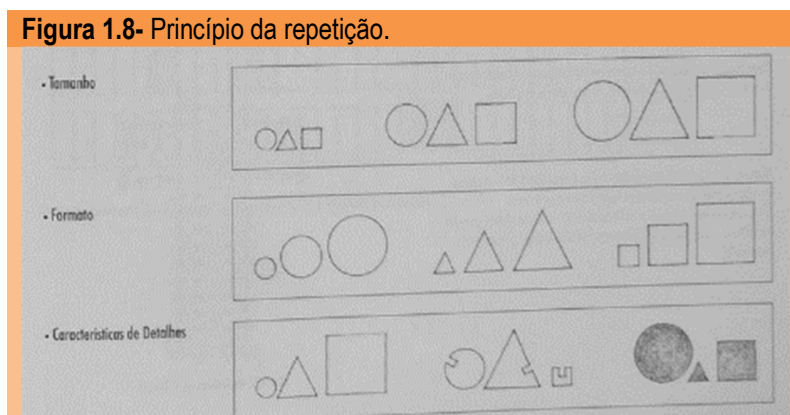 Figura 1.8- Princípio da repetição.
- Tamanho
- Formato
- Características de Detalhes